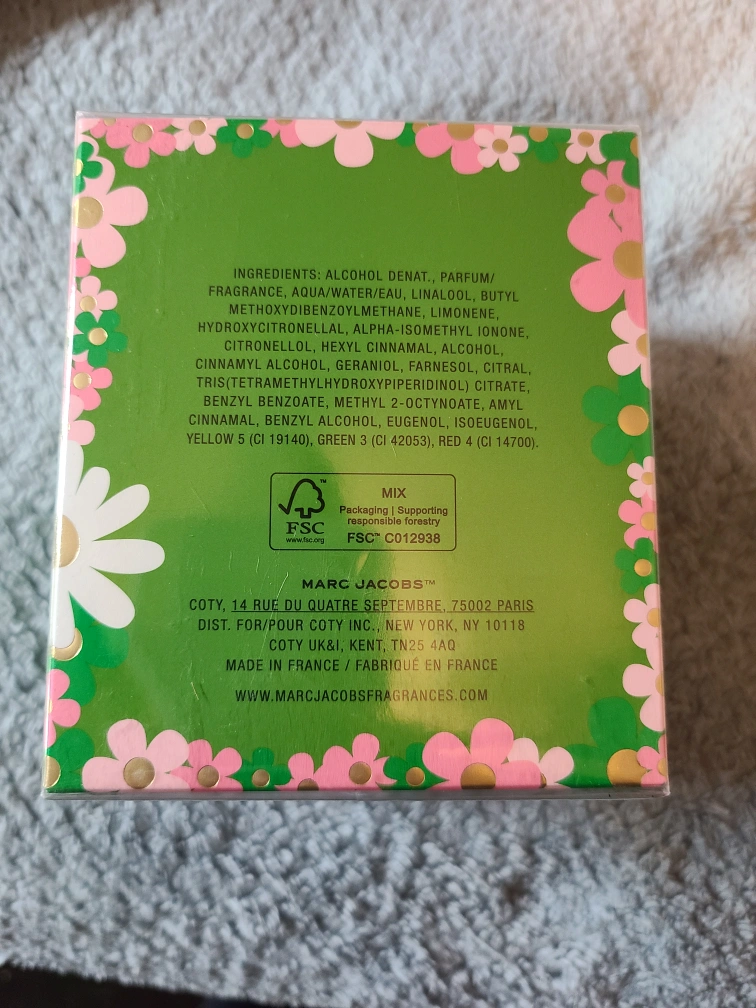 INGREDIENTS: ALCOHOL DENAT., PARFUM/
FRAGRANCE, AQUA/WATER/EAU, LINALOOL, BUTYL
METHOXYDIBENZOYLMETHANE, LIMONENE,
HYDROXYCITRONELLAL, ALPHA-ISOMETHYL IONONE,
CITRONELLOL, HEXYL CINNAMAL, ALCOHOL,
CINNAMYL ALCOHOL, GERANIOL, FARNESOL, CITRAL,
TRIS(TETRAMETHYLHYDROXYPIPERIDINOL) CITRATE,
BENZYL BENZOATE, METHYL 2-OCTYNOATE, AMYL
CINNAMAL, BENZYL ALCOHOL, EUGENOL, ISOEUGENOL,
YELLOW 5 (CI 19140), GREEN 3 (CI 42053), RED 4 (CI 14700).
™
FSC
www.fsc.org
MIX
Packaging | Supporting
responsible forestry
FSC™ C012938
MARC JACOBS™
COTY, 14 RUE DU QUATRE SEPTEMBRE, 75002 PARIS
DIST. FOR/POUR COTY INC., NEW YORK, NY 10118
COTY UK&I, KENT, TN25 4AQ
MADE IN FRANCE / FABRIQUÉ EN FRANCE
WWW.MARCJACOBSFRAGRANCES.COM